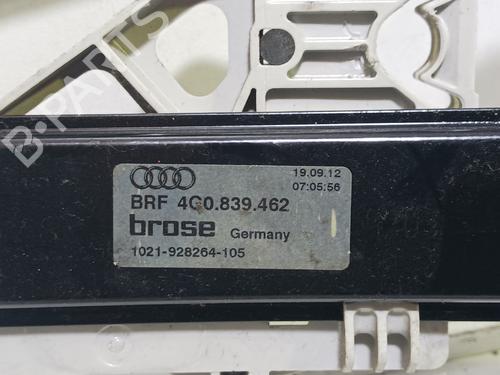 B-PARTS
19.09.12
07:05:56
BRF 4G0.839.462
brose Germany
1021-928264-105